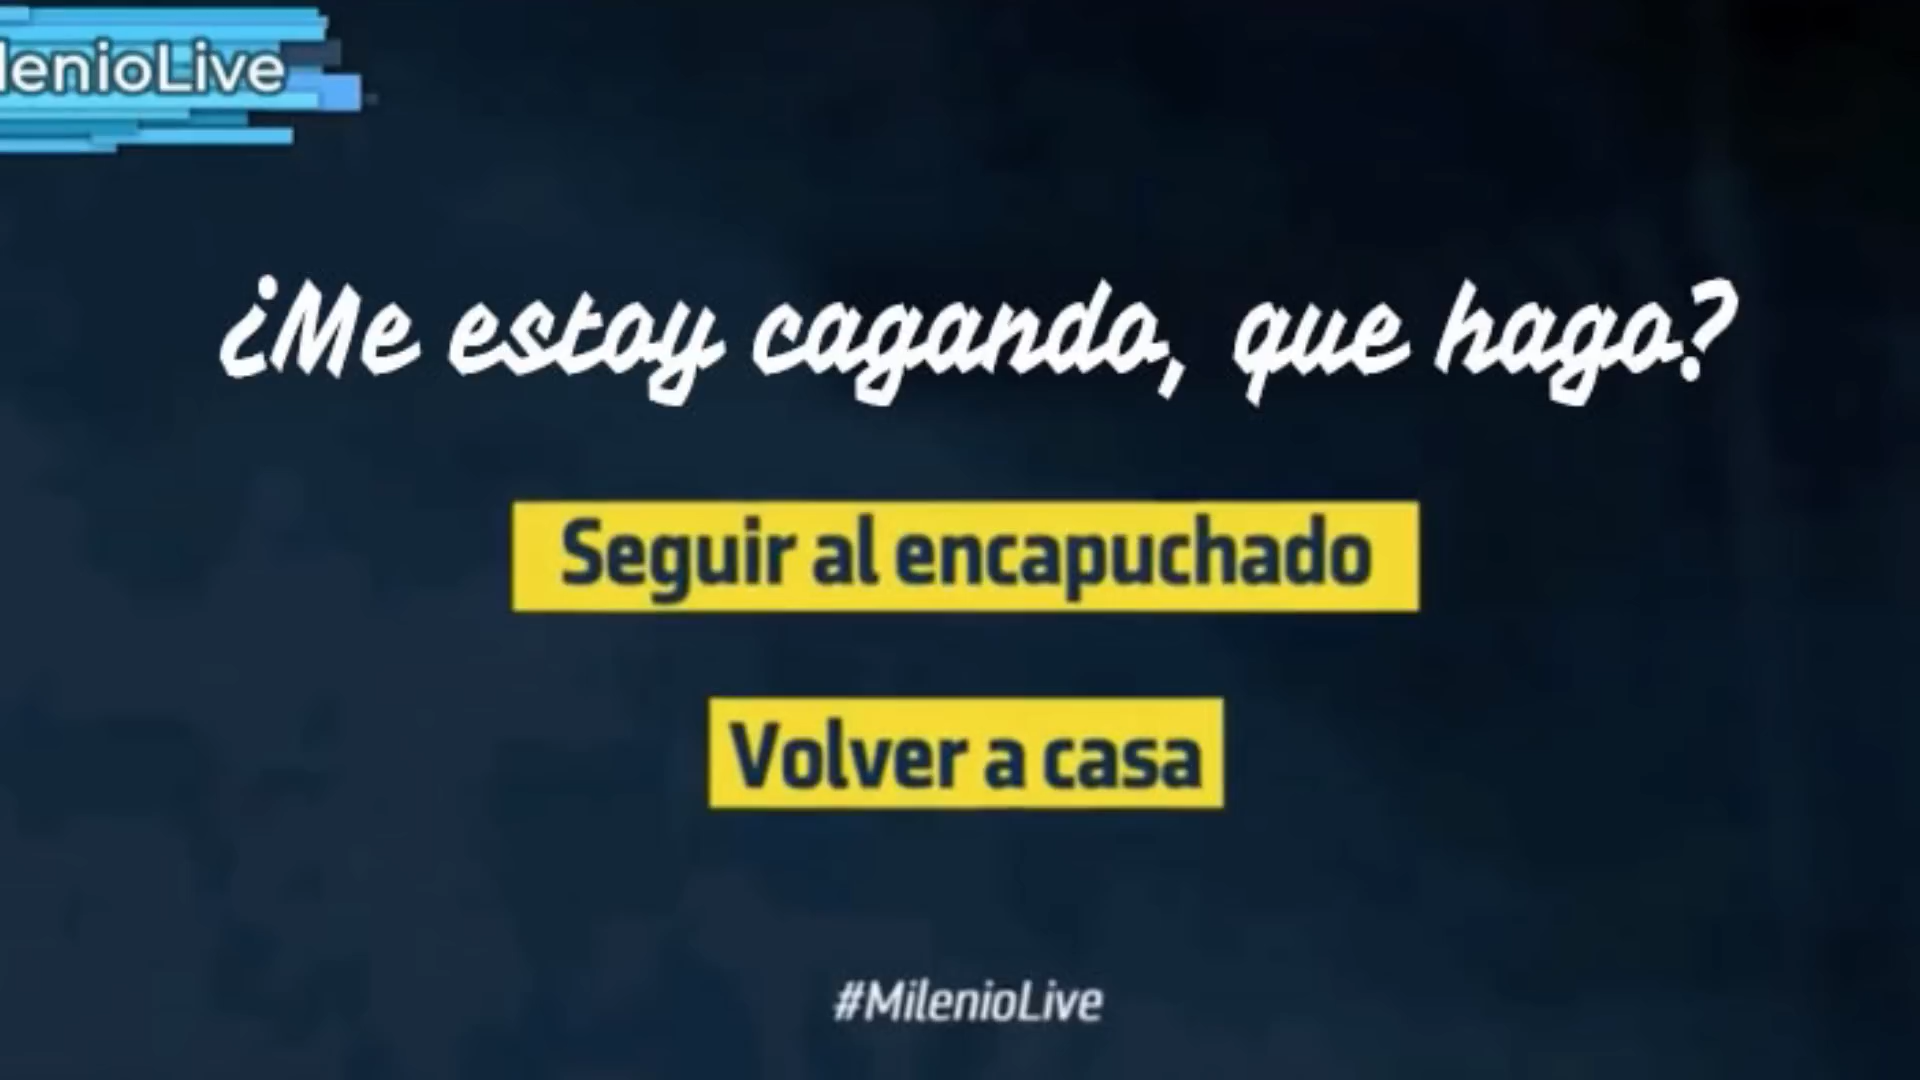 lenioLive
¿Me estoy cagando, que hago?
Seguir al encapuchado
Volver a casa
#MilenioLive